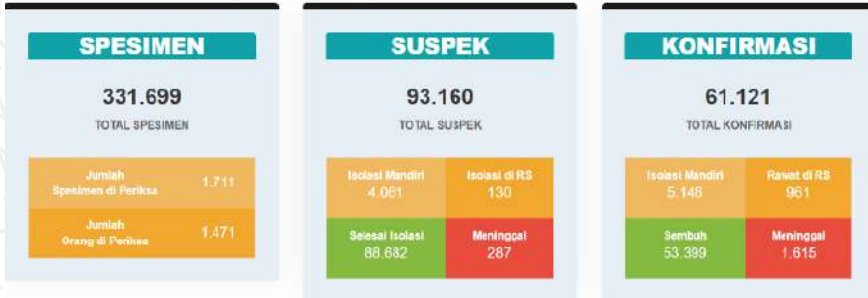 SPESIMEN
331.699
TOTAL SPESIMEN
Jumlah
Spesimen di Periksa
1.711
Jumlah
Orang di Periksa
1.471
SUSPEK
93.160
TOTAL SUSPEK
Isolasi Mandiri
4.061
Isolasi di RS
130
Selesai Isolasi
88.682
Meninggal
287
KONFIRMASI
61.121
TOTAL KONFIRMASI
Isolasi Mandiri
5.146
Rawat di RS
961
Sembuh
53.399
Meninggal
1.615